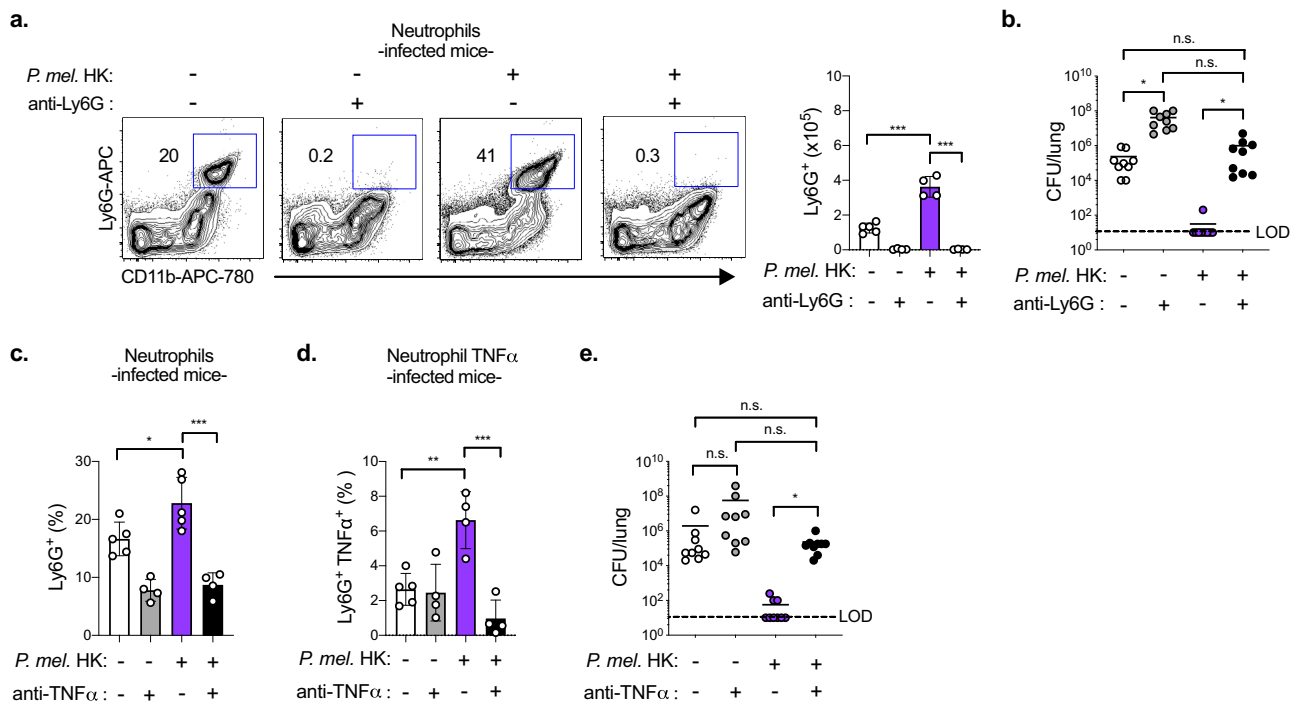 a.
Neutrophils
-infected mice-
P. mel. HK: - - + +
anti-Ly6G : - + - +
20
0.2
41
0.3
Ly6G-APC
CD11b-APC-780
Ly6G⁺ (x10⁵)
10
8
6
4
2
0
***
***
P. mel. HK: - - + +
anti-Ly6G : - + - +
b.
n.s.
n.s.
*
*
CFU/lung
10¹⁰
10⁸
10⁶
10⁴
10²
10⁰
LOD
P. mel. HK: - - + +
anti-Ly6G : - + - +
c.
Neutrophils
-infected mice-
*
***
Ly6G⁺ (%)
30
20
10
0
P. mel. HK: - - + +
anti-TNFα : - + - +
d.
Neutrophil TNFα
-infected mice-
**
***
Ly6G⁺ TNFα⁺ (% )
10
8
6
4
2
0
P. mel. HK: - - + +
anti-TNFα : - + - +
e.
n.s.
n.s.
n.s.
*
CFU/lung
10¹⁰
10⁸
10⁶
10⁴
10²
10⁰
LOD
P. mel. HK: - - + +
anti-TNFα : - + - +